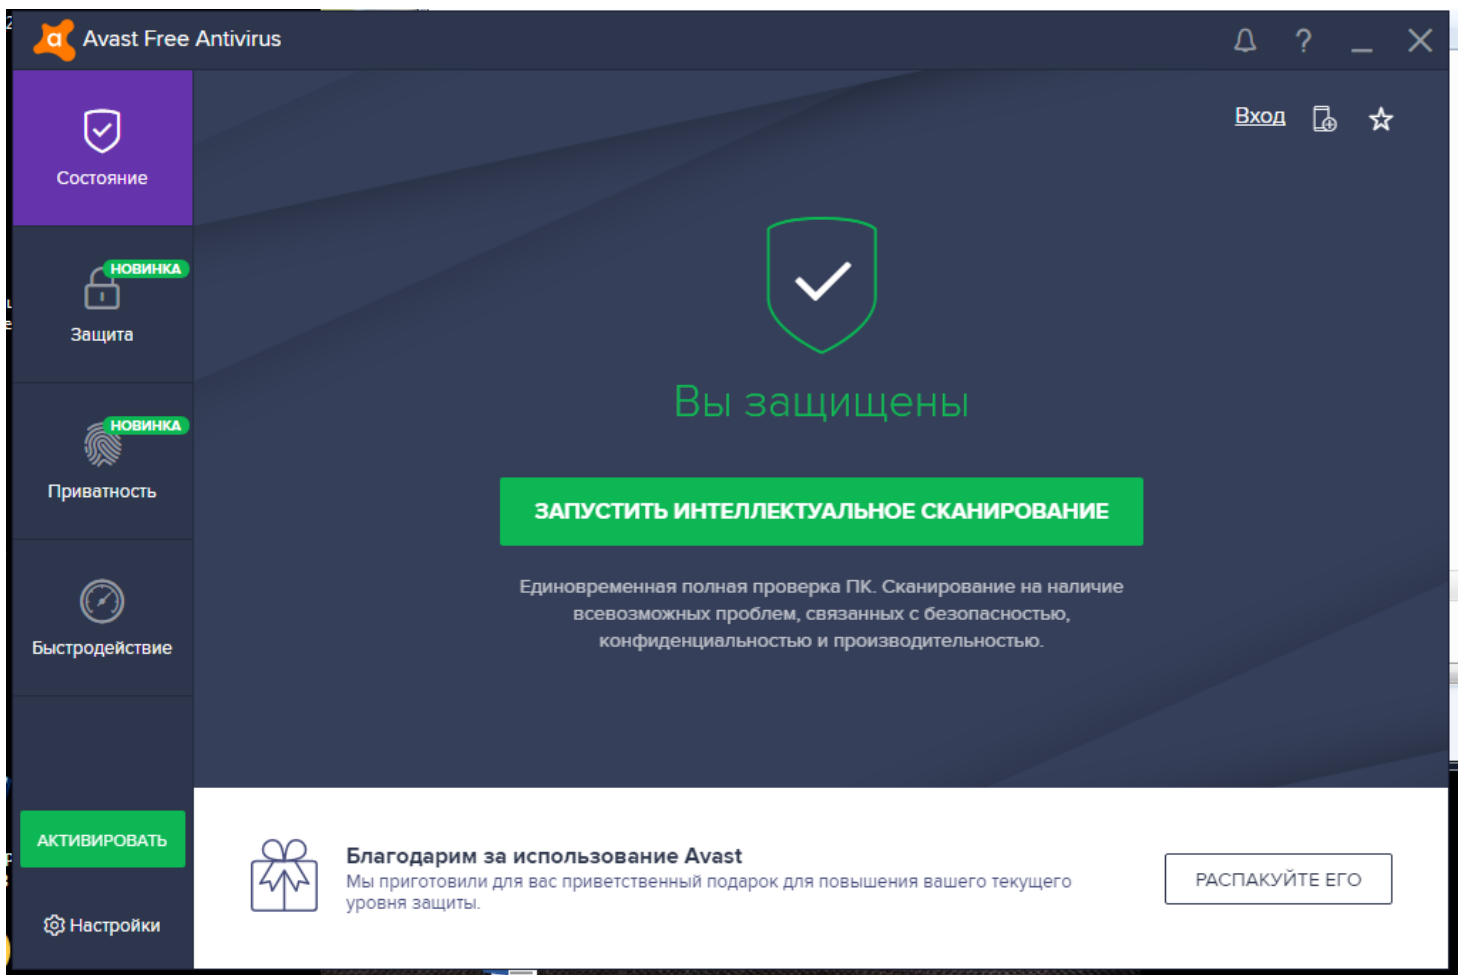 Avast Free Antivirus
Вход
Состояние
НОВИНКА
Защита
НОВИНКА
Приватность
Быстродействие
Вы защищены
ЗАПУСТИТЬ ИНТЕЛЛЕКТУАЛЬНОЕ СКАНИРОВАНИЕ
Единовременная полная проверка ПК. Сканирование на наличие
всевозможных проблем, связанных с безопасностью,
конфиденциальностью и производительностью.
АКТИВИРОВАТЬ
Настройки
Благодарим за использование Avast
Мы приготовили для вас приветственный подарок для повышения вашего текущего
уровня защиты.
РАСПАКУЙТЕ ЕГО